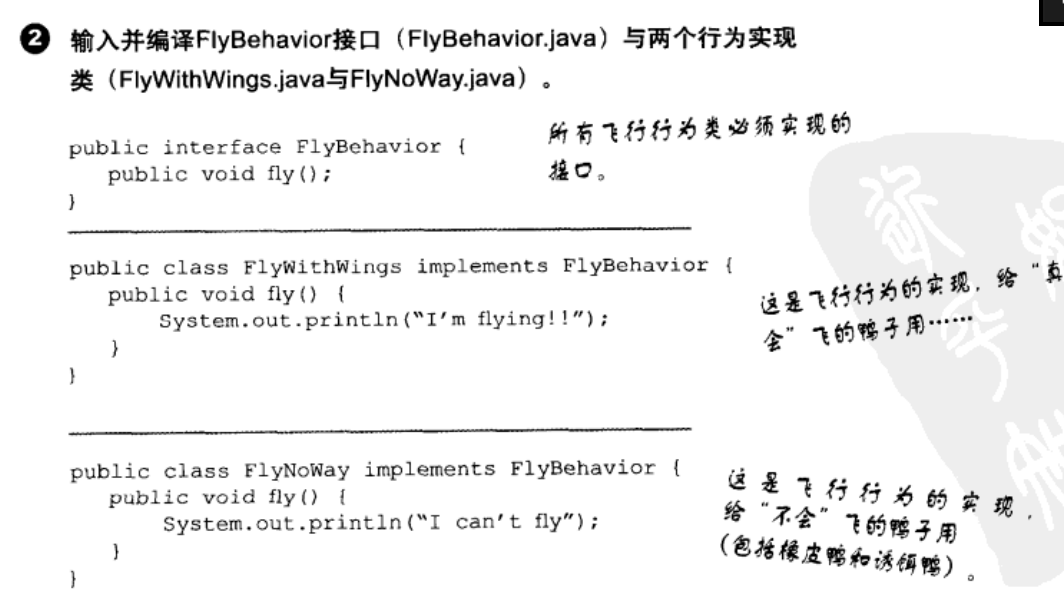 2 输入并编译FlyBehavior接口（FlyBehavior.java）与两个行为实现
类（FlyWithWings.java与FlyNoWay.java）。
public interface FlyBehavior {
public void fly();
}
所有飞行行为类必须实现的
接口。
public class FlyWithWings implements FlyBehavior {
public void fly() {
System.out.println("I'm flying!!");
}
}
这是飞行行为的实现，给“真
会”飞的鸭子用……
public class FlyNoWay implements FlyBehavior {
public void fly() {
System.out.println("I can't fly");
}
}
这是飞行行为的实现，
给“不会”飞的鸭子用
（包括橡皮鸭和诱饵鸭）。